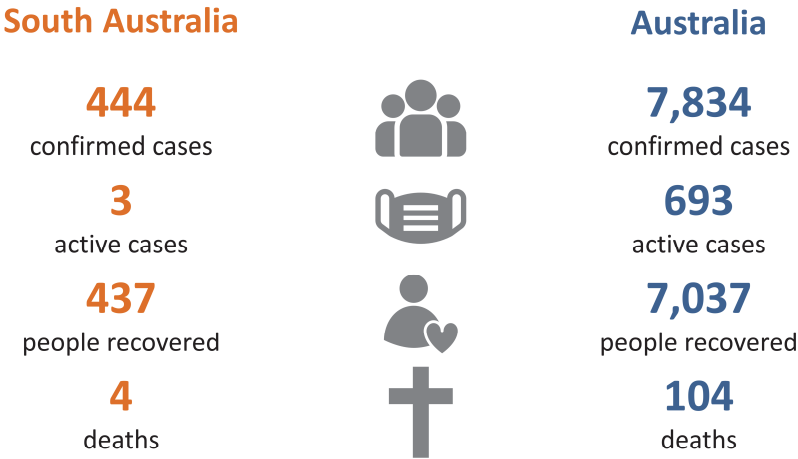 South Australia
Australia
444
confirmed cases
7,834
confirmed cases
3
active cases
693
active cases
437
people recovered
7,037
people recovered
4
deaths
104
deaths